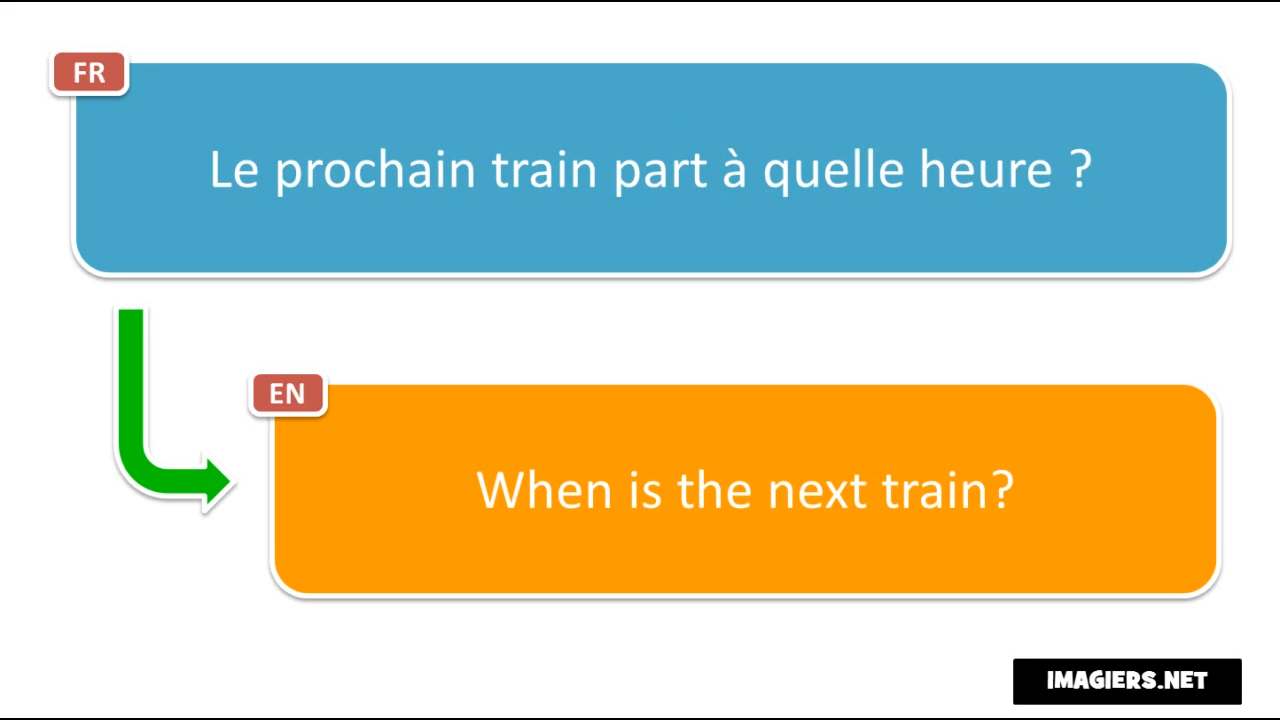 FR
Le prochain train part à quelle heure ?
EN
When is the next train?
IMAGIERS.NET